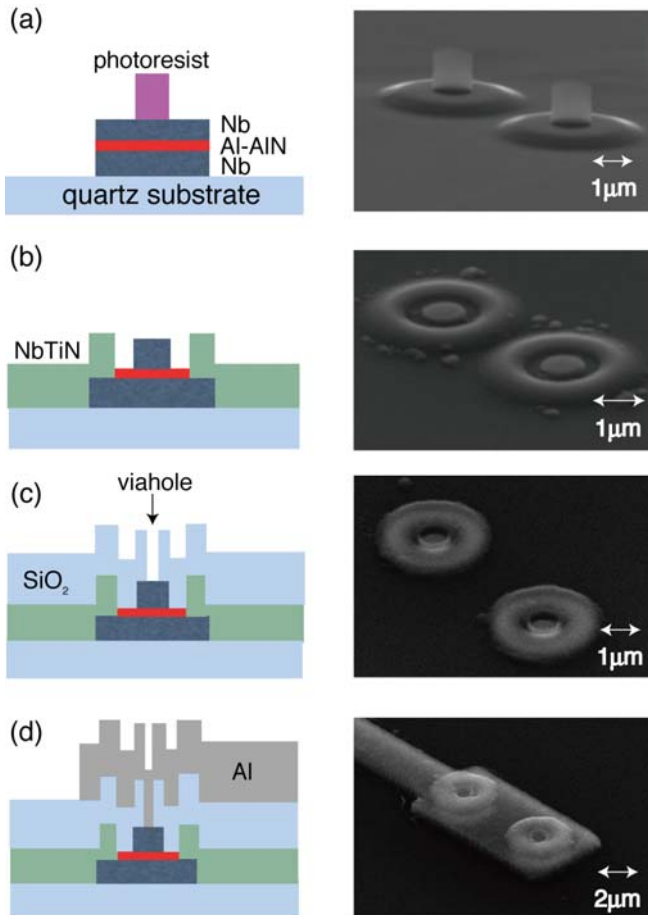 (a)
photoresist
Nb
Al-AlN
Nb
quartz substrate
1μm
(b)
NbTiN
1μm
(c)
viahole
SiO₂
1μm
(d)
Al
2μm